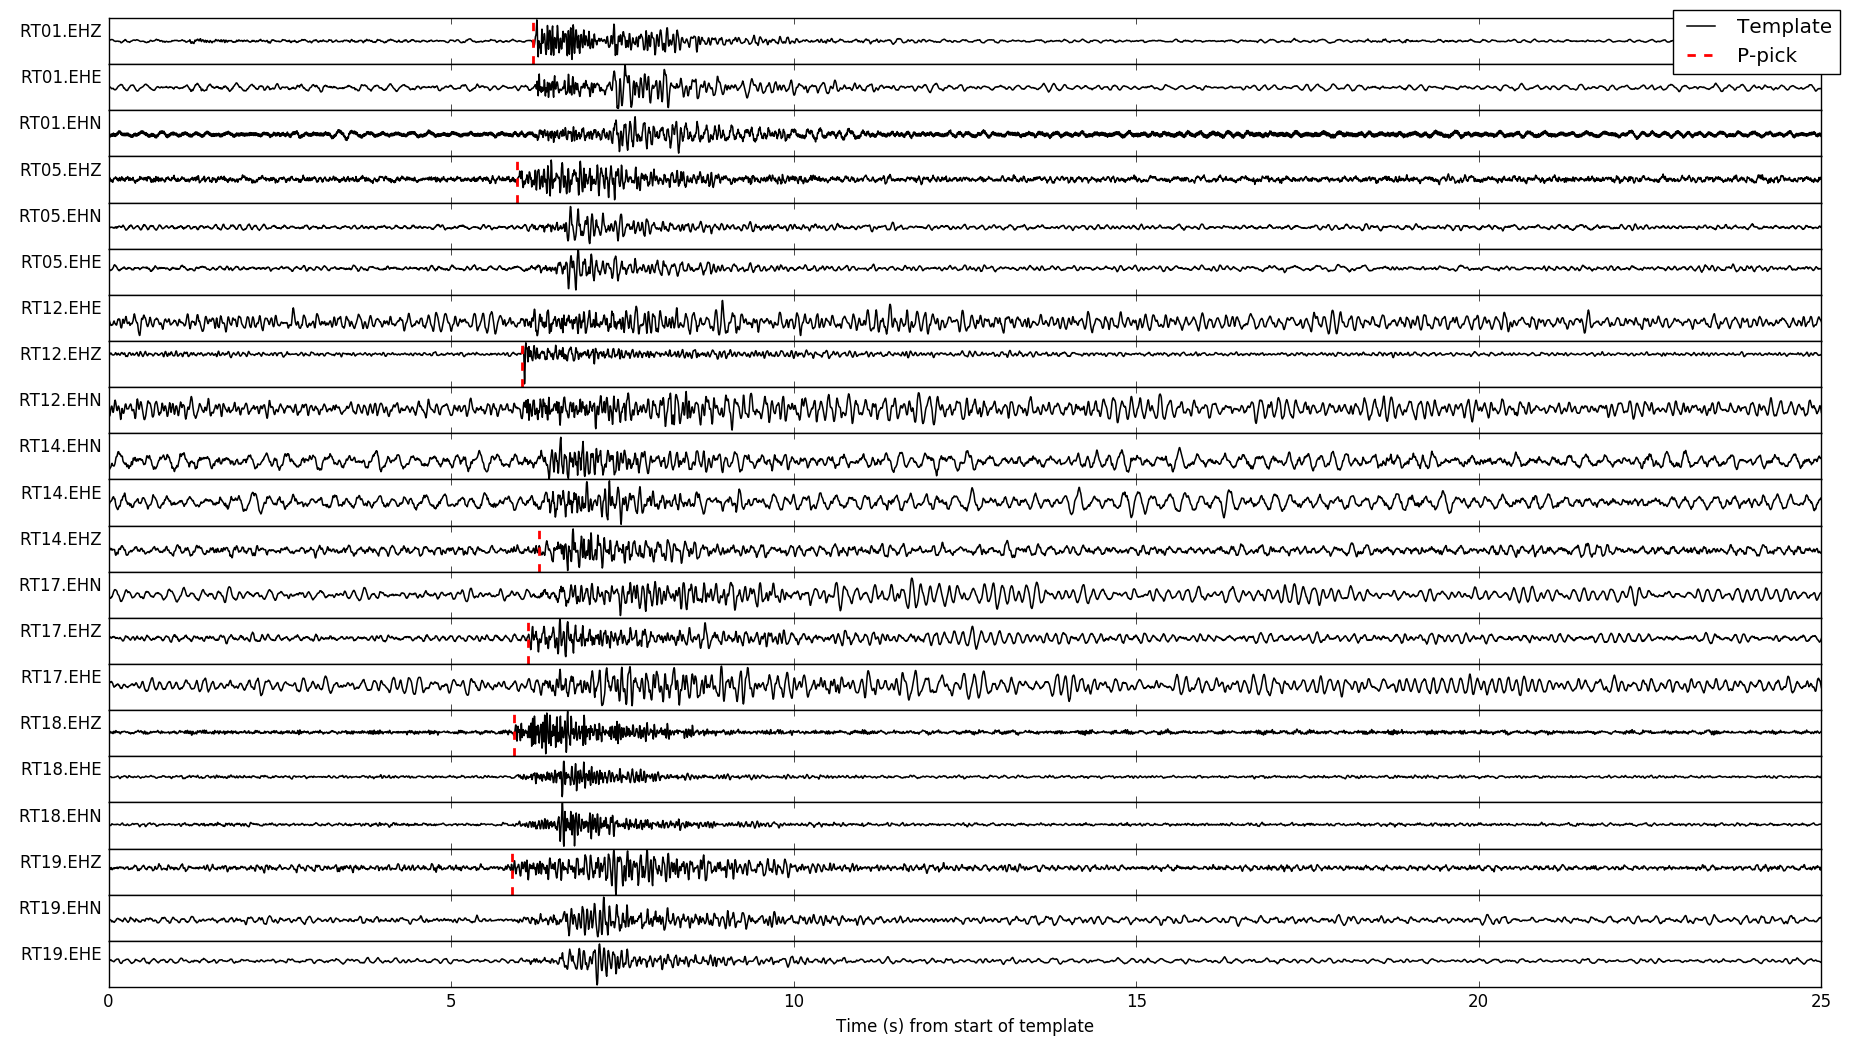 Template
P-pick
RT01.EHZ
RT01.EHE
RT01.EHN
RT05.EHZ
RT05.EHN
RT05.EHE
RT12.EHE
RT12.EHZ
RT12.EHN
RT14.EHN
RT14.EHE
RT14.EHZ
RT17.EHN
RT17.EHZ
RT17.EHE
RT18.EHZ
RT18.EHE
RT18.EHN
RT19.EHZ
RT19.EHN
RT19.EHE
0 5 10 15 20 25
Time (s) from start of template